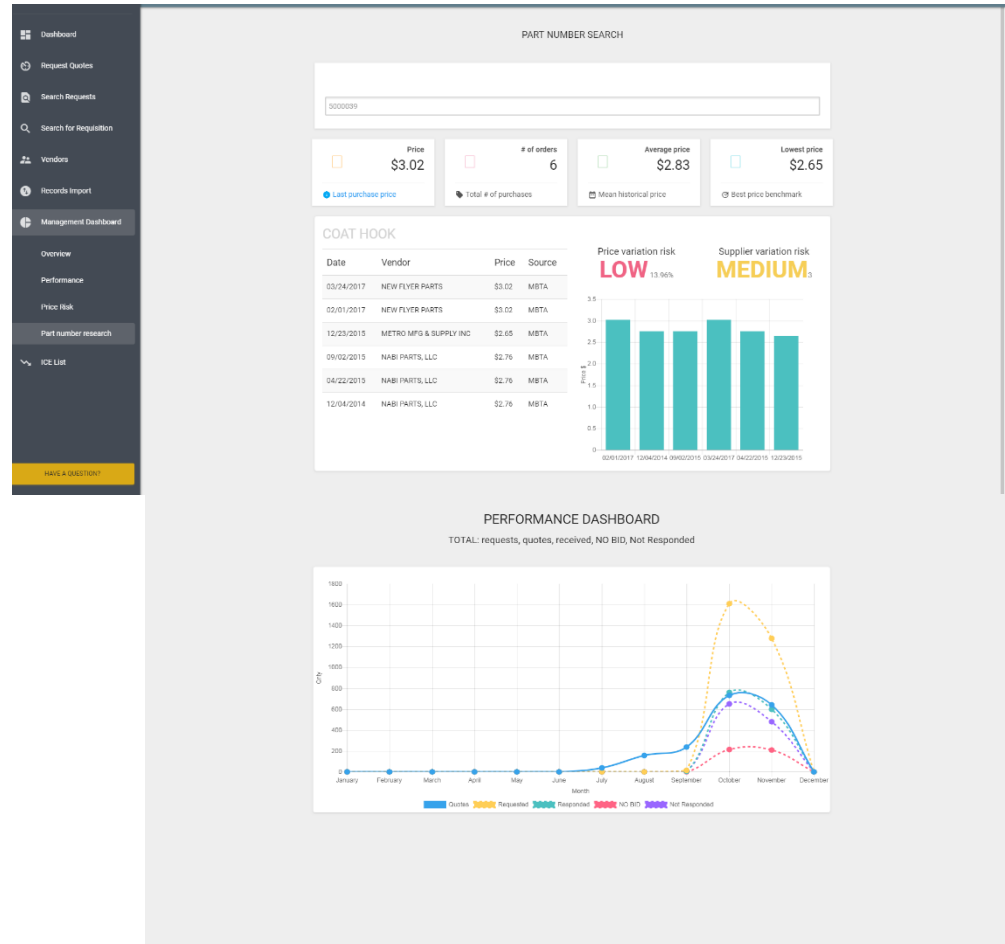 Dashboard
Request Quotes
Search Requests
Search for Requisition
Vendors
Records Import
Management Dashboard
Overview
Performance
Price Risk
Part number research
ICE List
HAVE A QUESTION?
PART NUMBER SEARCH
Price
$3.02
Last purchase price
# of orders
6
Total # of purchases
Average price
$2.83
Mean historical price
Lowest price
$2.65
Best price benchmark
COAT HOOK
Date Vendor Price Source
03/24/2017 NEW FLYER PARTS $3.02 MBTA
02/01/2017 NEW FLYER PARTS $3.02 MBTA
12/23/2015 METRO MFG & SUPPLY INC $2.65 MBTA
09/02/2015 NABI PARTS, LLC $2.76 MBTA
04/22/2015 NABI PARTS, LLC $2.76 MBTA
12/04/2014 NABI PARTS, LLC $2.76 MBTA
Price variation risk
LOW 13.96%
Supplier variation risk
MEDIUM 3
3.5
3.0
2.5
2.0
1.5
1.0
0.5
0
Price $
02/01/2017 12/04/2014 09/02/2015 03/24/2017 04/22/2015 12/23/2015
PERFORMANCE DASHBOARD
TOTAL: requests, quotes, received, NO BID, Not Responded
1800
1600
1400
1200
1000
800
600
400
200
0
January February March April May June July August September October November December
Month
Quotes Requested Responded NO BID Not Responded